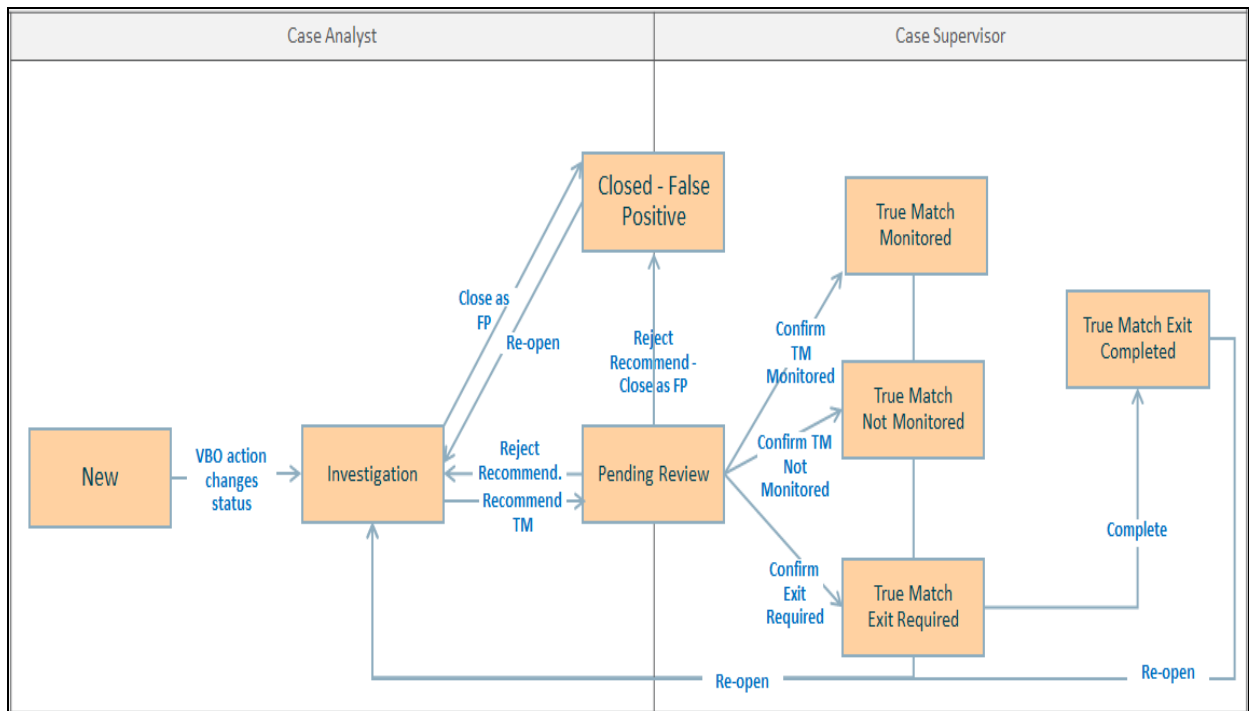 Case Analyst
Case Supervisor
Closed - False
Positive
True Match
Monitored
Close as
FP
Re-open
Reject
Recommend -
Close as FP
Confirm
TM
Monitored
True Match Exit
Completed
New
VBO action
changes
status
Investigation
Reject
Recommend.
Recommend
TM
Pending Review
Confirm TM
Not
Monitored
True Match
Not Monitored
Complete
Confirm
Exit
Required
True Match
Exit Required
Re-open
Re-open